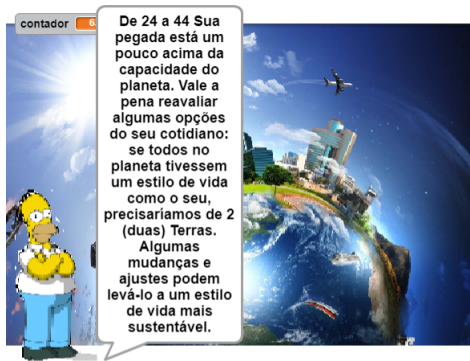 contador
De 24 a 44 Sua
pegada está um
pouco acima da
capacidade do
planeta. Vale a
pena reavaliar
algumas opções
do seu cotidiano:
se todos no
planeta tivessem
um estilo de vida
como o seu,
precisaríamos de 2
(duas) Terras.
Algumas
mudanças e
ajustes podem
levá-lo a um estilo
de vida mais
sustentável.